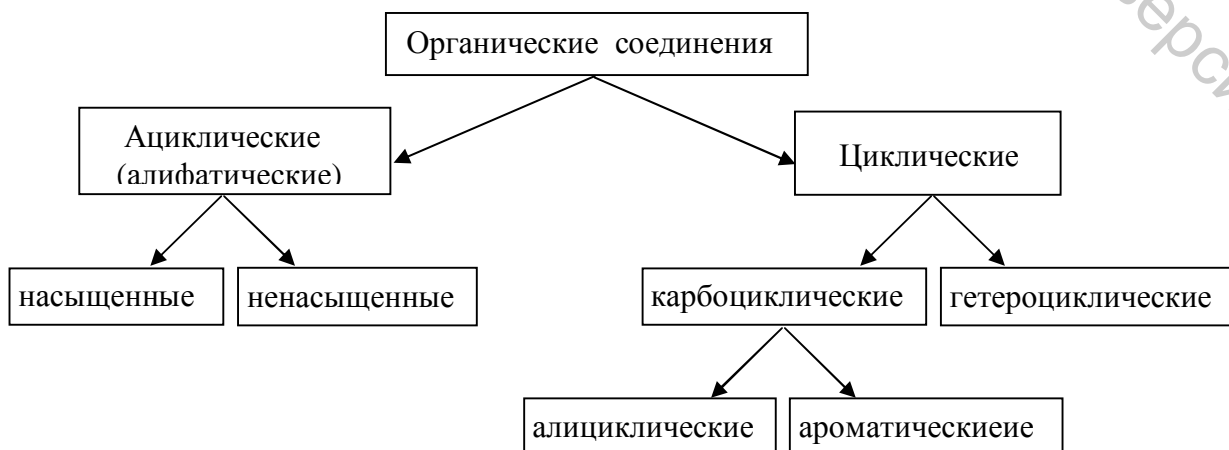 Органические соединения
Ациклические
(алифатические)
Циклические
насыщенные
ненасыщенные
карбоциклические
гетероциклические
алициклические
ароматическиеие